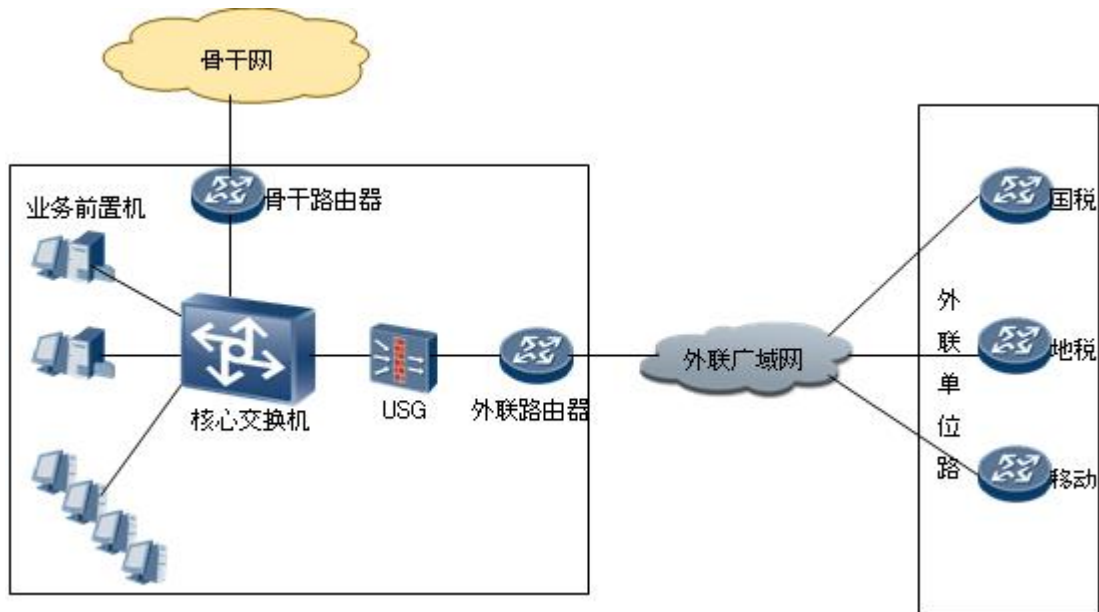 骨干网
骨干路由器
业务前置机
核心交换机
USG
外联路由器
外联广域网
国税
地税
移动
外联单位路